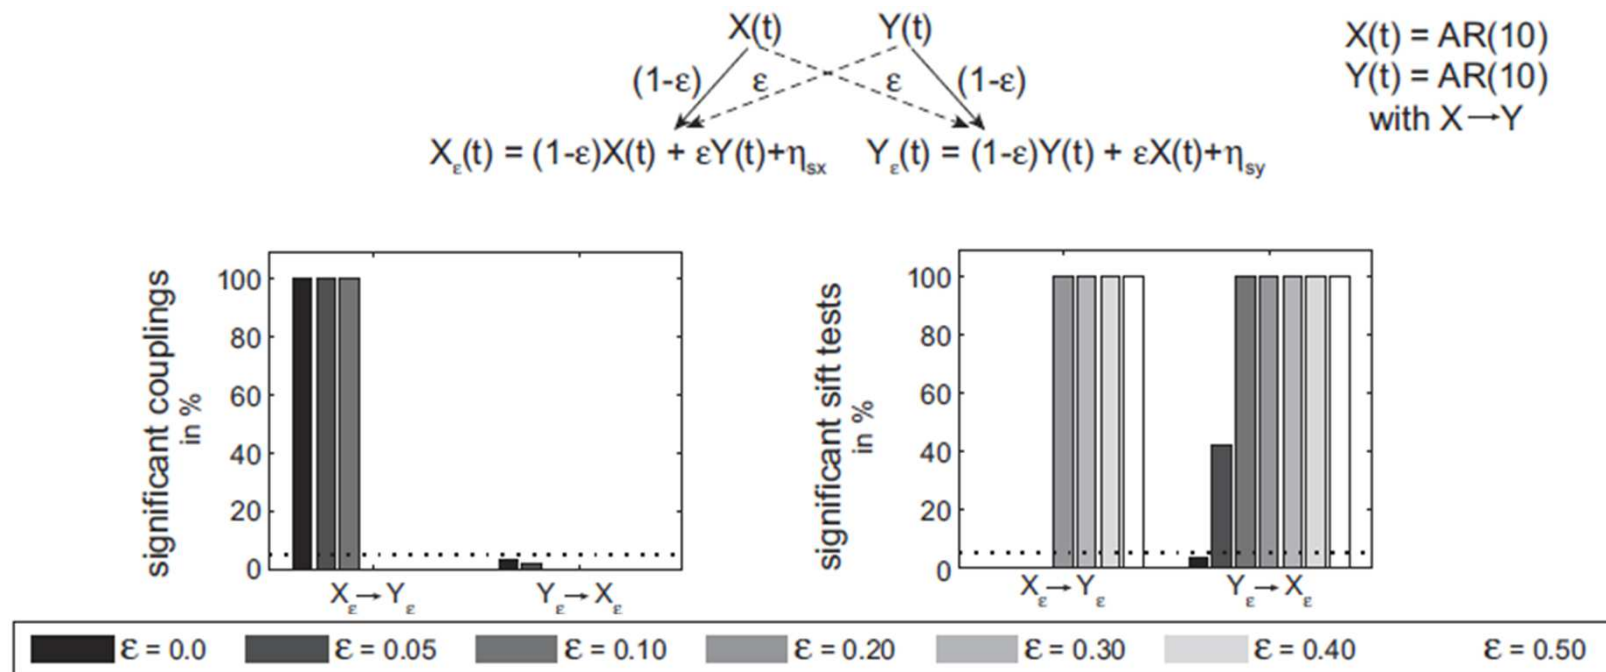 X(t) Y(t)
(1-ε) ε ε (1-ε)
X(t) = AR(10)
Y(t) = AR(10)
with X→Y
Xε(t) = (1-ε)X(t) + εY(t)+ηsx Yε(t) = (1-ε)Y(t) + εX(t)+ηsy
significant couplings
in %
100
80
60
40
20
0
Xε→Yε Yε→Xε
significant sift tests
in %
100
80
60
40
20
0
Xε→Yε Yε→Xε
ε = 0.0 ε = 0.05 ε = 0.10 ε = 0.20 ε = 0.30 ε = 0.40 ε = 0.50